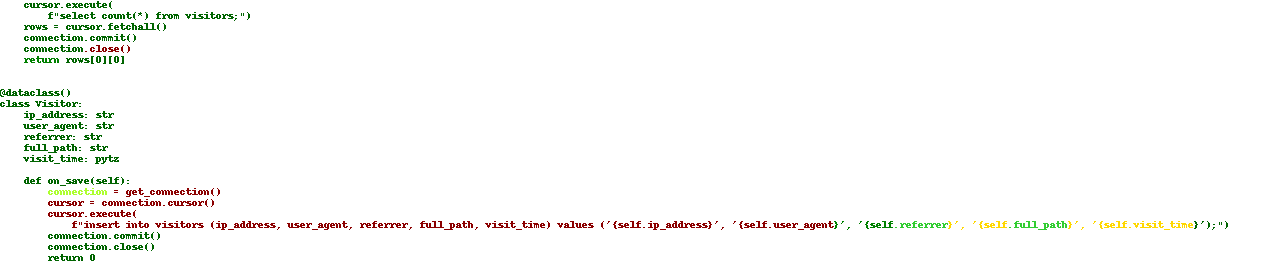 cursor.execute(
f"select count(*) from visitors;")
rows = cursor.fetchall()
connection.commit()
connection.close()
return rows[0][0]
@dataclass()
class Visitor:
ip_address: str
user_agent: str
referrer: str
full_path: str
visit_time: pytz
def on_save(self):
connection = get_connection()
cursor = connection.cursor()
cursor.execute(
f"insert into visitors (ip_address, user_agent, referrer, full_path, visit_time) values ('{self.ip_address}', '{self.user_agent}', '{self.referrer}', '{self.full_path}', '{self.visit_time}');")
connection.commit()
connection.close()
return 0